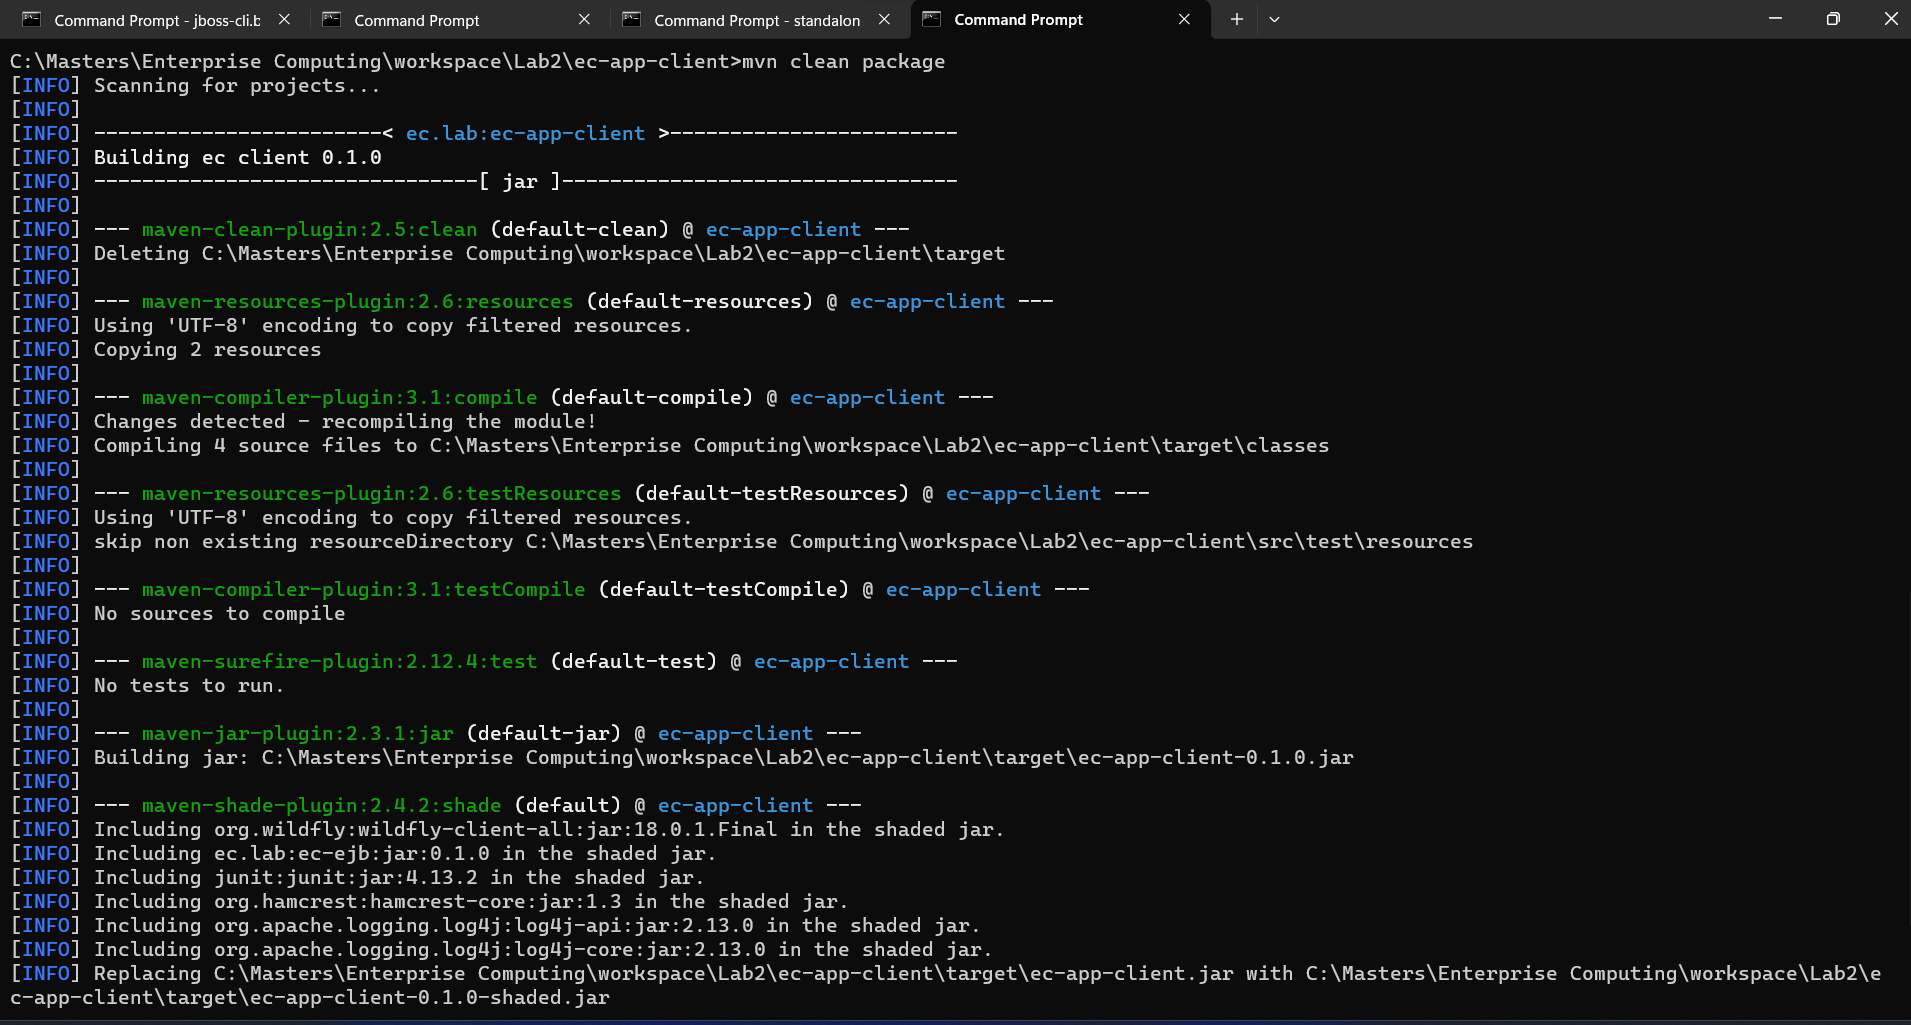 Command Prompt - jboss-cli.b
Command Prompt
Command Prompt - standalon
Command Prompt
C:\Masters\Enterprise Computing\workspace\Lab2\ec-app-client>mvn clean package
[INFO] Scanning for projects...
[INFO]
[INFO] ------------------------< ec.lab:ec-app-client >------------------------
[INFO] Building ec client 0.1.0
[INFO] --------------------------------[ jar ]---------------------------------
[INFO]
[INFO] --- maven-clean-plugin:2.5:clean (default-clean) @ ec-app-client ---
[INFO] Deleting C:\Masters\Enterprise Computing\workspace\Lab2\ec-app-client\target
[INFO]
[INFO] --- maven-resources-plugin:2.6:resources (default-resources) @ ec-app-client ---
[INFO] Using 'UTF-8' encoding to copy filtered resources.
[INFO] Copying 2 resources
[INFO]
[INFO] --- maven-compiler-plugin:3.1:compile (default-compile) @ ec-app-client ---
[INFO] Changes detected - recompiling the module!
[INFO] Compiling 4 source files to C:\Masters\Enterprise Computing\workspace\Lab2\ec-app-client\target\classes
[INFO]
[INFO] --- maven-resources-plugin:2.6:testResources (default-testResources) @ ec-app-client ---
[INFO] Using 'UTF-8' encoding to copy filtered resources.
[INFO] skip non existing resourceDirectory C:\Masters\Enterprise Computing\workspace\Lab2\ec-app-client\src\test\resources
[INFO]
[INFO] --- maven-compiler-plugin:3.1:testCompile (default-testCompile) @ ec-app-client ---
[INFO] No sources to compile
[INFO]
[INFO] --- maven-surefire-plugin:2.12.4:test (default-test) @ ec-app-client ---
[INFO] No tests to run.
[INFO]
[INFO] --- maven-jar-plugin:2.3.1:jar (default-jar) @ ec-app-client ---
[INFO] Building jar: C:\Masters\Enterprise Computing\workspace\Lab2\ec-app-client\target\ec-app-client-0.1.0.jar
[INFO]
[INFO] --- maven-shade-plugin:2.4.2:shade (default) @ ec-app-client ---
[INFO] Including org.wildfly:wildfly-client-all:jar:18.0.1.Final in the shaded jar.
[INFO] Including ec.lab:ec-ejb:jar:0.1.0 in the shaded jar.
[INFO] Including junit:junit:jar:4.13.2 in the shaded jar.
[INFO] Including org.hamcrest:hamcrest-core:jar:1.3 in the shaded jar.
[INFO] Including org.apache.logging.log4j:log4j-api:jar:2.13.0 in the shaded jar.
[INFO] Including org.apache.logging.log4j:log4j-core:jar:2.13.0 in the shaded jar.
[INFO] Replacing C:\Masters\Enterprise Computing\workspace\Lab2\ec-app-client\target\ec-app-client.jar with C:\Masters\Enterprise Computing\workspace\Lab2\e
c-app-client\target\ec-app-client-0.1.0-shaded.jar